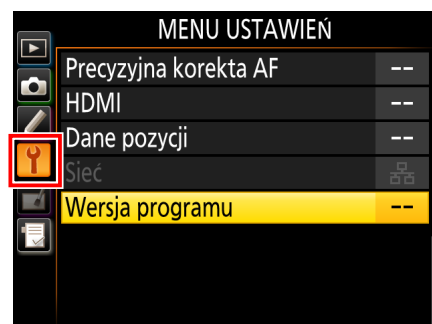 MENU USTAWIEŃ
Precyzyjna korekta AF --
HDMI --
Dane pozycji --
Sieć
Wersja programu --